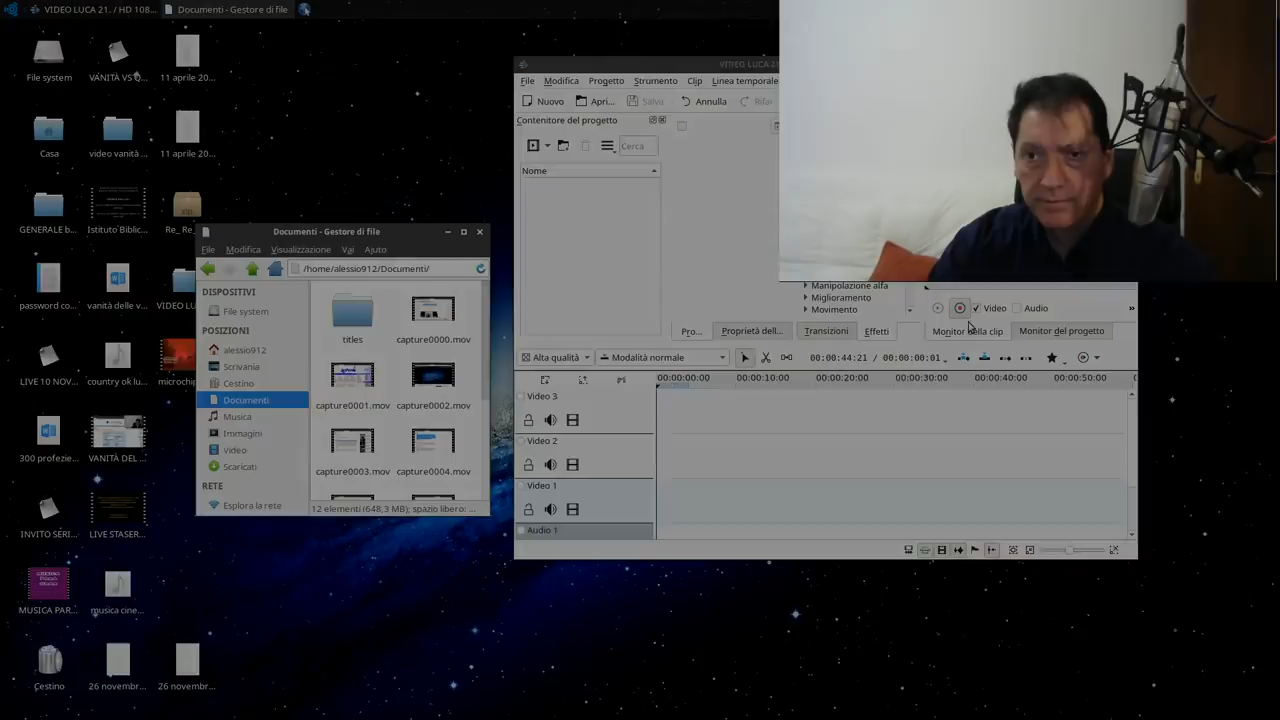 VIDEO LUCA 21. / HD 108...
Documenti - Gestore di file
File system
VANITÀ VS Q...
11 aprile 20...
Casa
video vanità ...
11 aprile 20...
GENERALE b...
Istituto Biblic...
Re_ Re_
password co...
vanità delle v...
VIDEO LU
LIVE 10 NOV...
country ok lu...
microchip
300 profezie...
VANITÀ DEL ...
INVITO SERI...
LIVE STASER...
MUSICA PAR...
musica cine...
Cestino
26 novembr...
26 novembr...
Documenti - Gestore di file
File Modifica Visualizzazione Vai Aiuto
/home/alessio912/Documenti/
DISPOSITIVI
File system
POSIZIONI
alessio912
Scrivania
Cestino
Documenti
Musica
Immagini
Video
Scaricati
RETE
Esplora la rete
titles
capture0000.mov
capture0001.mov
capture0002.mov
capture0003.mov
capture0004.mov
12 elementi (648,3 MB); spazio libero: ...
VIDEO LUCA 21.
File Modifica Progetto Strumento Clip Linea temporale
Nuovo Apri... Salva Annulla Rifai
Contenitore del progetto
Cerca
Nome
Manipolazione alfa
Miglioramento
Movimento
Video Audio »
Pro... Proprietà dell... Transizioni Effetti Monitor della clip Monitor del progetto
Alta qualità Modalità normale 00:00:44:21 / 00:00:00:01
00:00:00:00 00:00:10:00 00:00:20:00 00:00:30:00 00:00:40:00 00:00:50:00
Video 3
Video 2
Video 1
Audio 1